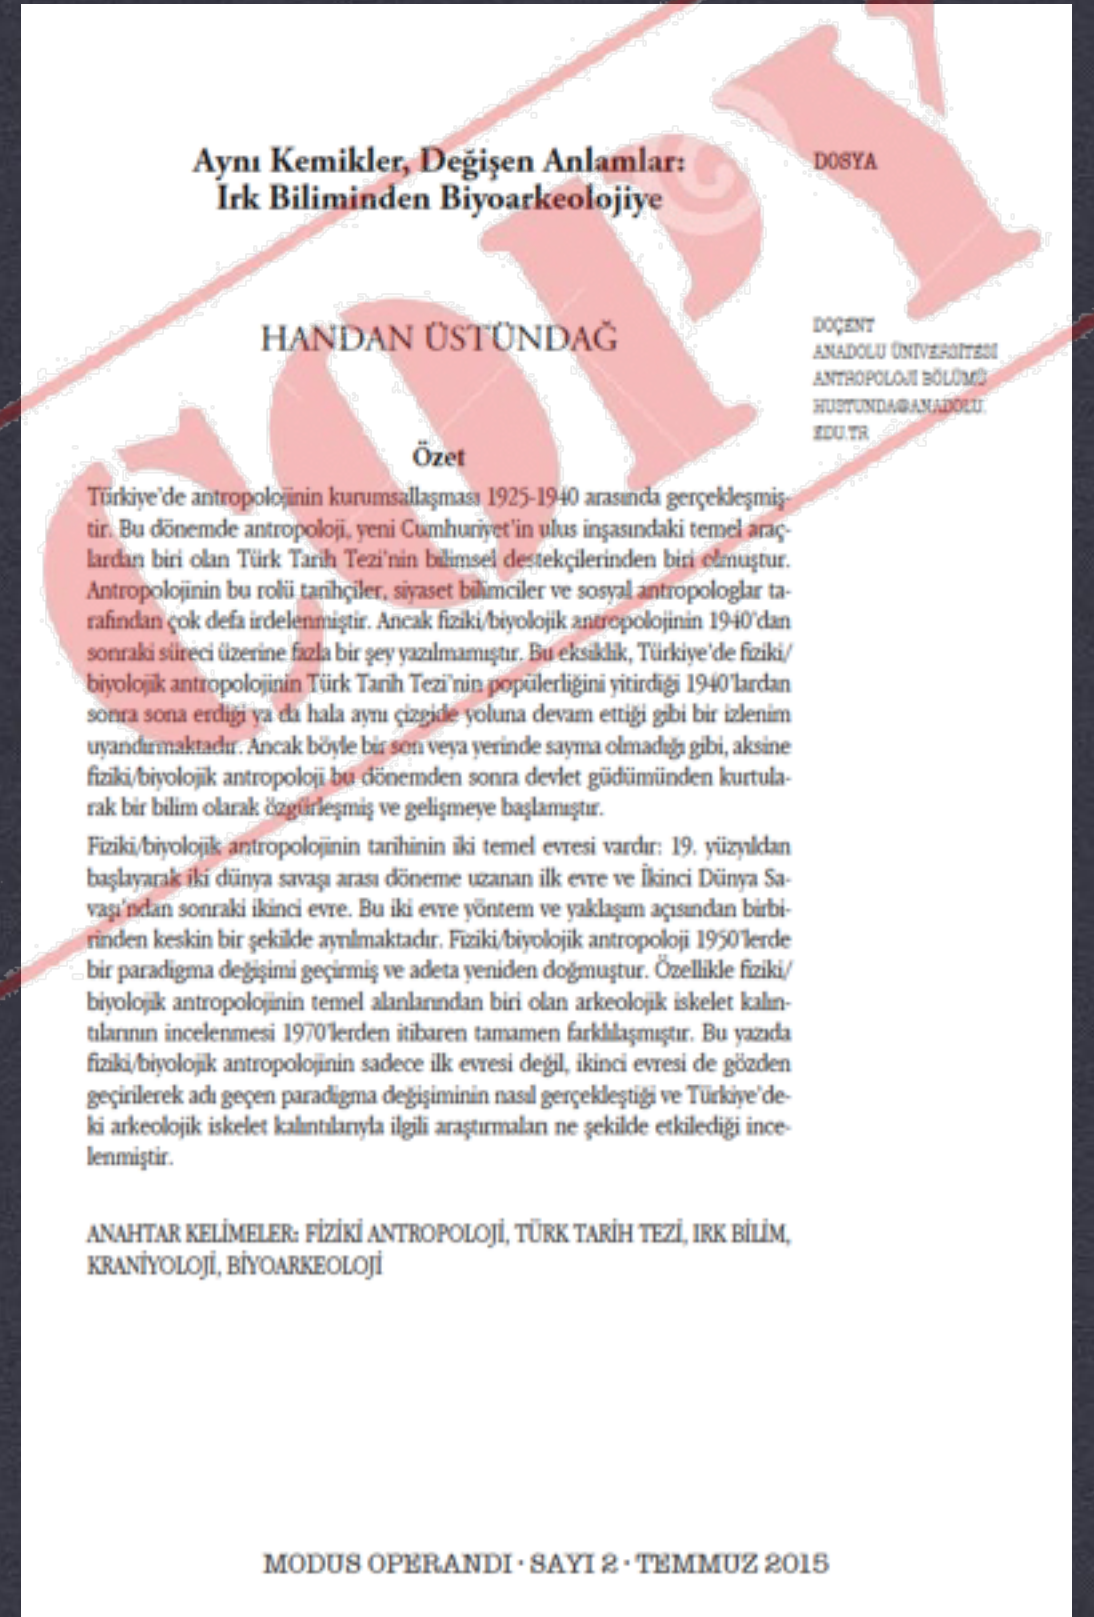 Aynı Kemikler, Değişen Anlamlar:
Irk Biliminden Biyoarkeolojiye
DOSYA
HANDAN ÜSTÜNDAĞ
DOÇENT
ANADOLU ÜNİVERSİTESİ
ANTROPOLOJİ BÖLÜMÜ
HUSTUNDA@ANADOLU.
EDU.TR
Özet
Türkiye'de antropolojinin kurumsallaşması 1925-1940 arasında gerçekleşmiş-
tir. Bu dönemde antropoloji, yeni Cumhuriyet'in ulus inşasındaki temel araç-
lardan biri olan Türk Tarih Tezi'nin bilimsel destekçilerinden biri olmuştur.
Antropolojinin bu rolü tarihçiler, siyaset bilimciler ve sosyal antropologlar ta-
rafından çok defa irdelenmiştir. Ancak fiziki/biyolojik antropolojinin 1940'dan
sonraki süreci üzerine fazla bir şey yazılmamıştır. Bu eksiklik, Türkiye'de fiziki/
biyolojik antropolojinin Türk Tarih Tezi'nin popülerliğini yitirdiği 1940'lardan
sonra sona erdiği ya da hala aynı çizgide yoluna devam ettiği gibi bir izlenim
uyandırmaktadır. Ancak böyle bir son veya yerinde sayma olmadığı gibi, aksine
fiziki/biyolojik antropoloji bu dönemden sonra devlet güdümünden kurtula-
rak bir bilim olarak özgürleşmiş ve gelişmeye başlamıştır.
Fiziki/biyolojik antropolojinin tarihinin iki temel evresi vardır: 19. yüzyıldan
başlayarak iki dünya savaşı arası döneme uzanan ilk evre ve İkinci Dünya Sa-
vaşı'ndan sonraki ikinci evre. Bu iki evre yöntem ve yaklaşım açısından birbi-
rinden keskin bir şekilde ayrılmaktadır. Fiziki/biyolojik antropoloji 1950'lerde
bir paradigma değişimi geçirmiş ve adeta yeniden doğmuştur. Özellikle fiziki/
biyolojik antropolojinin temel alanlarından biri olan arkeolojik iskelet kalın-
tılarının incelenmesi 1970'lerden itibaren tamamen farklılaşmıştır. Bu yazıda
fiziki/biyolojik antropolojinin sadece ilk evresi değil, ikinci evresi de gözden
geçirilerek adı geçen paradigma değişiminin nasıl gerçekleştiği ve Türkiye'de-
ki arkeolojik iskelet kalıntılarıyla ilgili araştırmaları ne şekilde etkilediği ince-
lenmiştir.
ANAHTAR KELİMELER: FİZİKİ ANTROPOLOJİ, TÜRK TARİH TEZİ, IRK BİLİM,
KRANİYOLOJİ, BİYOARKEOLOJİ
MODUS OPERANDI · SAYI 2 · TEMMUZ 2015
COPY